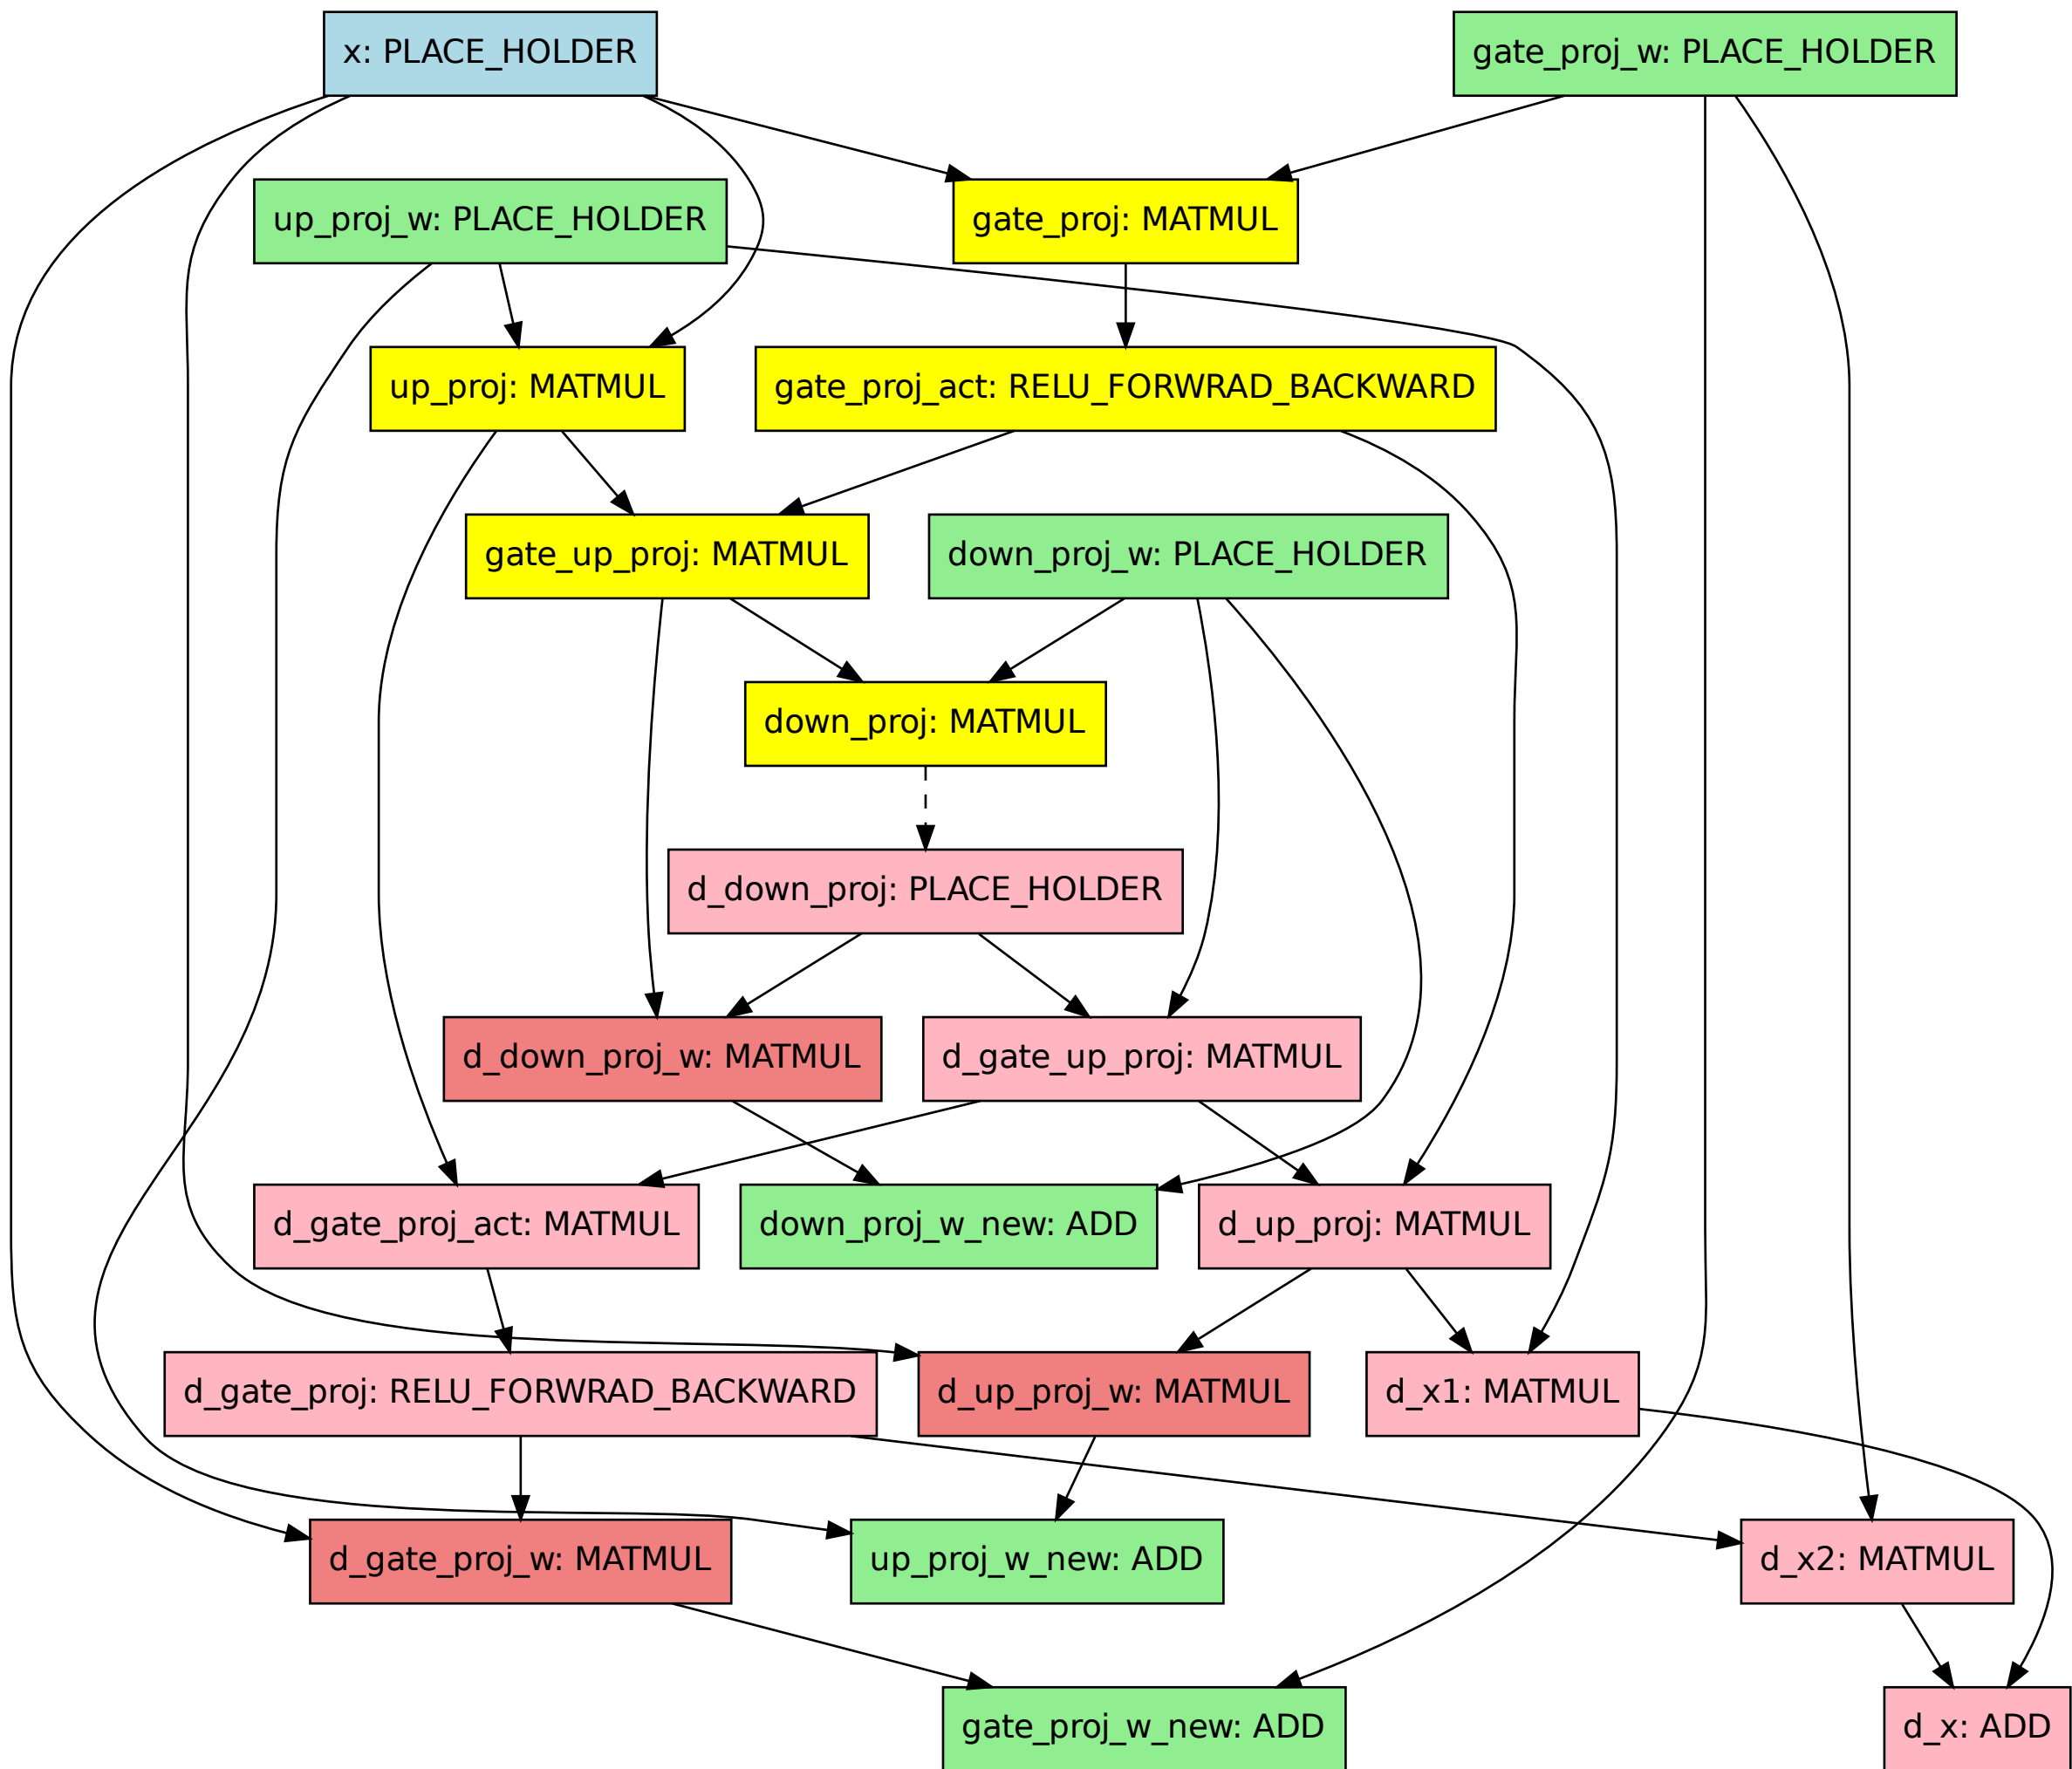 x: PLACE_HOLDER
gate_proj_w: PLACE_HOLDER
up_proj_w: PLACE_HOLDER
gate_proj: MATMUL
up_proj: MATMUL
gate_proj_act: RELU_FORWRAD_BACKWARD
gate_up_proj: MATMUL
down_proj_w: PLACE_HOLDER
down_proj: MATMUL
d_down_proj: PLACE_HOLDER
d_down_proj_w: MATMUL
d_gate_up_proj: MATMUL
d_gate_proj_act: MATMUL
down_proj_w_new: ADD
d_up_proj: MATMUL
d_gate_proj: RELU_FORWRAD_BACKWARD
d_up_proj_w: MATMUL
d_x1: MATMUL
d_gate_proj_w: MATMUL
up_proj_w_new: ADD
d_x2: MATMUL
gate_proj_w_new: ADD
d_x: ADD